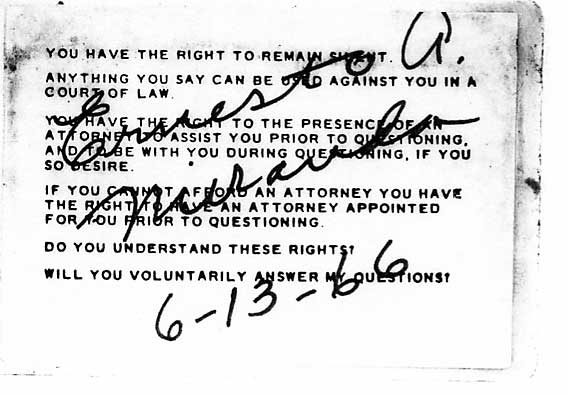 YOU HAVE THE RIGHT TO REMAIN SILENT.
ANYTHING YOU SAY CAN BE USED AGAINST YOU IN A
COURT OF LAW.
YOU HAVE THE RIGHT TO THE PRESENCE OF AN
ATTORNEY TO ASSIST YOU PRIOR TO QUESTIONING,
AND TO BE WITH YOU DURING QUESTIONING, IF YOU
SO DESIRE.
IF YOU CANNOT AFFORD AN ATTORNEY YOU HAVE
THE RIGHT TO HAVE AN ATTORNEY APPOINTED
FOR YOU PRIOR TO QUESTIONING.
DO YOU UNDERSTAND THESE RIGHTS?
WILL YOU VOLUNTARILY ANSWER MY QUESTIONS?
Ernesto A.
Miranda
6-13-66